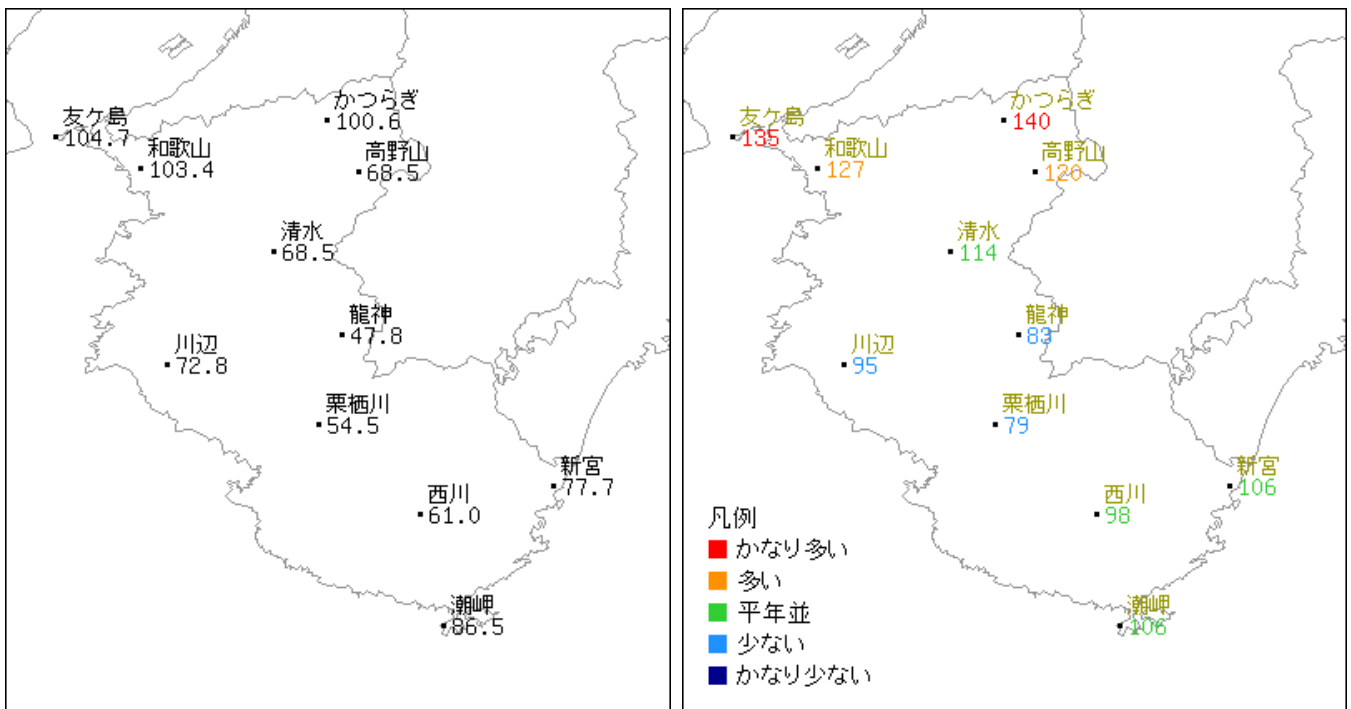 友ケ島
104.7
和歌山
103.4
かつらぎ
100.6
高野山
68.5
清水
68.5
龍神
47.8
川辺
72.8
栗栖川
54.5
新宮
77.7
西川
61.0
潮岬
86.5
友ケ島
135
和歌山
127
かつらぎ
140
高野山
120
清水
114
龍神
83
川辺
95
栗栖川
79
新宮
106
西川
98
潮岬
106
凡例
かなり多い
多い
平年並
少ない
かなり少ない